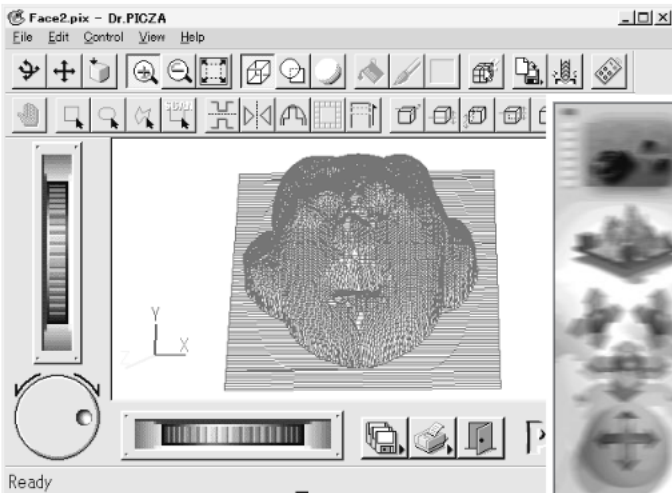 Face2.pix - Dr.PICZA
File Edit Control View Help
Y
X
Z
Ready